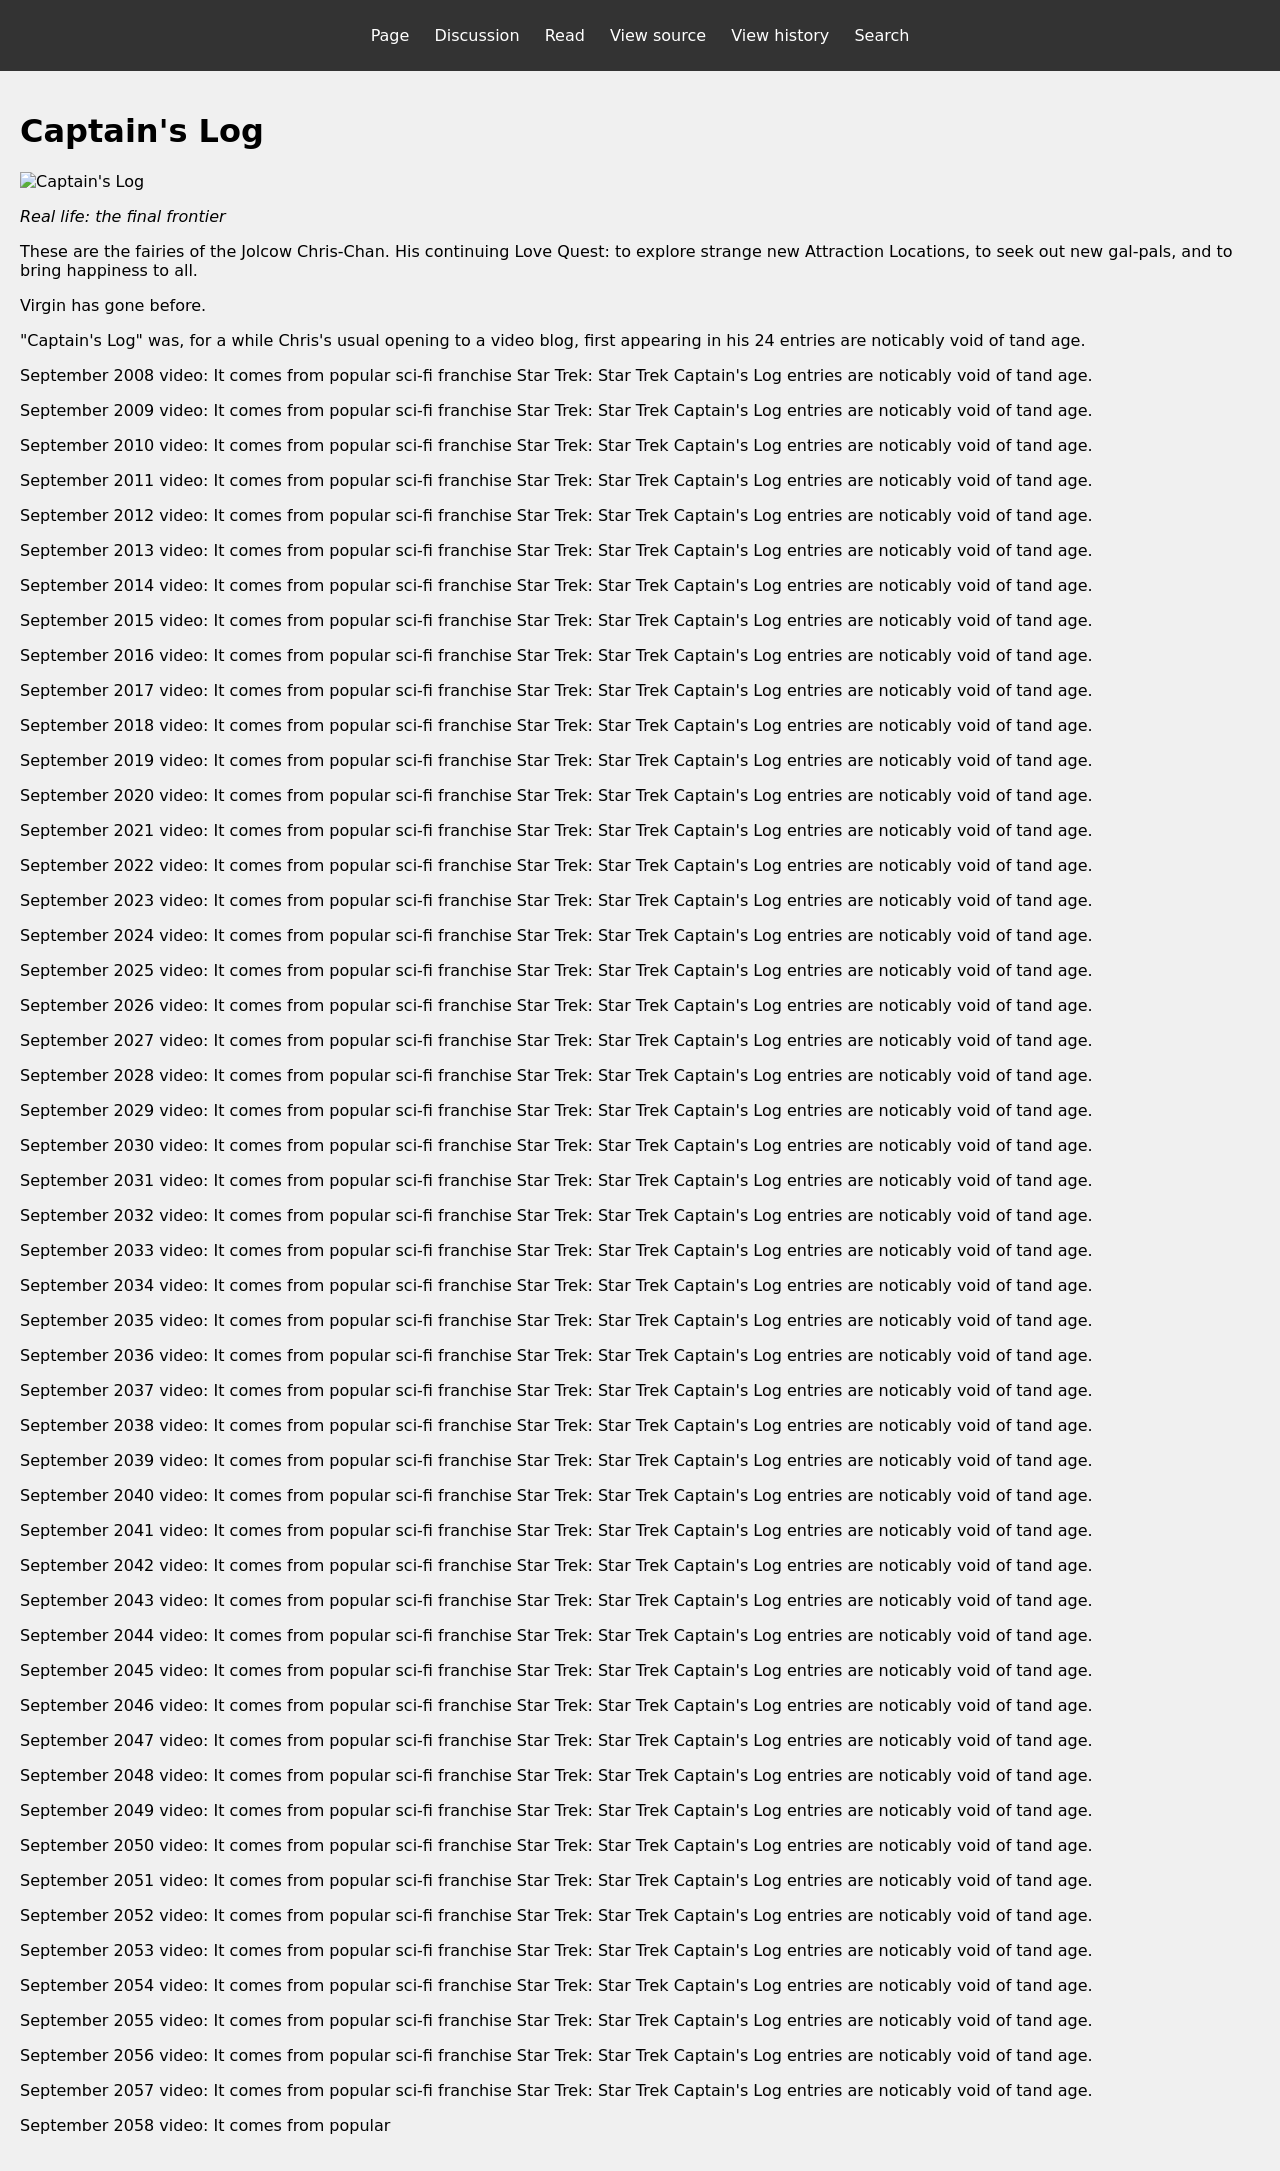 Page Discussion Read View source View history Search
Captain's Log
Captain's Log
Real life: the final frontier
These are the fairies of the Jolcow Chris-Chan. His continuing Love Quest: to explore strange new Attraction Locations, to seek out new gal-pals, and to
bring happiness to all.
Virgin has gone before.
"Captain's Log" was, for a while Chris's usual opening to a video blog, first appearing in his 24 entries are noticably void of tand age.
September 2008 video: It comes from popular sci-fi franchise Star Trek: Star Trek Captain's Log entries are noticably void of tand age.
September 2009 video: It comes from popular sci-fi franchise Star Trek: Star Trek Captain's Log entries are noticably void of tand age.
September 2010 video: It comes from popular sci-fi franchise Star Trek: Star Trek Captain's Log entries are noticably void of tand age.
September 2011 video: It comes from popular sci-fi franchise Star Trek: Star Trek Captain's Log entries are noticably void of tand age.
September 2012 video: It comes from popular sci-fi franchise Star Trek: Star Trek Captain's Log entries are noticably void of tand age.
September 2013 video: It comes from popular sci-fi franchise Star Trek: Star Trek Captain's Log entries are noticably void of tand age.
September 2014 video: It comes from popular sci-fi franchise Star Trek: Star Trek Captain's Log entries are noticably void of tand age.
September 2015 video: It comes from popular sci-fi franchise Star Trek: Star Trek Captain's Log entries are noticably void of tand age.
September 2016 video: It comes from popular sci-fi franchise Star Trek: Star Trek Captain's Log entries are noticably void of tand age.
September 2017 video: It comes from popular sci-fi franchise Star Trek: Star Trek Captain's Log entries are noticably void of tand age.
September 2018 video: It comes from popular sci-fi franchise Star Trek: Star Trek Captain's Log entries are noticably void of tand age.
September 2019 video: It comes from popular sci-fi franchise Star Trek: Star Trek Captain's Log entries are noticably void of tand age.
September 2020 video: It comes from popular sci-fi franchise Star Trek: Star Trek Captain's Log entries are noticably void of tand age.
September 2021 video: It comes from popular sci-fi franchise Star Trek: Star Trek Captain's Log entries are noticably void of tand age.
September 2022 video: It comes from popular sci-fi franchise Star Trek: Star Trek Captain's Log entries are noticably void of tand age.
September 2023 video: It comes from popular sci-fi franchise Star Trek: Star Trek Captain's Log entries are noticably void of tand age.
September 2024 video: It comes from popular sci-fi franchise Star Trek: Star Trek Captain's Log entries are noticably void of tand age.
September 2025 video: It comes from popular sci-fi franchise Star Trek: Star Trek Captain's Log entries are noticably void of tand age.
September 2026 video: It comes from popular sci-fi franchise Star Trek: Star Trek Captain's Log entries are noticably void of tand age.
September 2027 video: It comes from popular sci-fi franchise Star Trek: Star Trek Captain's Log entries are noticably void of tand age.
September 2028 video: It comes from popular sci-fi franchise Star Trek: Star Trek Captain's Log entries are noticably void of tand age.
September 2029 video: It comes from popular sci-fi franchise Star Trek: Star Trek Captain's Log entries are noticably void of tand age.
September 2030 video: It comes from popular sci-fi franchise Star Trek: Star Trek Captain's Log entries are noticably void of tand age.
September 2031 video: It comes from popular sci-fi franchise Star Trek: Star Trek Captain's Log entries are noticably void of tand age.
September 2032 video: It comes from popular sci-fi franchise Star Trek: Star Trek Captain's Log entries are noticably void of tand age.
September 2033 video: It comes from popular sci-fi franchise Star Trek: Star Trek Captain's Log entries are noticably void of tand age.
September 2034 video: It comes from popular sci-fi franchise Star Trek: Star Trek Captain's Log entries are noticably void of tand age.
September 2035 video: It comes from popular sci-fi franchise Star Trek: Star Trek Captain's Log entries are noticably void of tand age.
September 2036 video: It comes from popular sci-fi franchise Star Trek: Star Trek Captain's Log entries are noticably void of tand age.
September 2037 video: It comes from popular sci-fi franchise Star Trek: Star Trek Captain's Log entries are noticably void of tand age.
September 2038 video: It comes from popular sci-fi franchise Star Trek: Star Trek Captain's Log entries are noticably void of tand age.
September 2039 video: It comes from popular sci-fi franchise Star Trek: Star Trek Captain's Log entries are noticably void of tand age.
September 2040 video: It comes from popular sci-fi franchise Star Trek: Star Trek Captain's Log entries are noticably void of tand age.
September 2041 video: It comes from popular sci-fi franchise Star Trek: Star Trek Captain's Log entries are noticably void of tand age.
September 2042 video: It comes from popular sci-fi franchise Star Trek: Star Trek Captain's Log entries are noticably void of tand age.
September 2043 video: It comes from popular sci-fi franchise Star Trek: Star Trek Captain's Log entries are noticably void of tand age.
September 2044 video: It comes from popular sci-fi franchise Star Trek: Star Trek Captain's Log entries are noticably void of tand age.
September 2045 video: It comes from popular sci-fi franchise Star Trek: Star Trek Captain's Log entries are noticably void of tand age.
September 2046 video: It comes from popular sci-fi franchise Star Trek: Star Trek Captain's Log entries are noticably void of tand age.
September 2047 video: It comes from popular sci-fi franchise Star Trek: Star Trek Captain's Log entries are noticably void of tand age.
September 2048 video: It comes from popular sci-fi franchise Star Trek: Star Trek Captain's Log entries are noticably void of tand age.
September 2049 video: It comes from popular sci-fi franchise Star Trek: Star Trek Captain's Log entries are noticably void of tand age.
September 2050 video: It comes from popular sci-fi franchise Star Trek: Star Trek Captain's Log entries are noticably void of tand age.
September 2051 video: It comes from popular sci-fi franchise Star Trek: Star Trek Captain's Log entries are noticably void of tand age.
September 2052 video: It comes from popular sci-fi franchise Star Trek: Star Trek Captain's Log entries are noticably void of tand age.
September 2053 video: It comes from popular sci-fi franchise Star Trek: Star Trek Captain's Log entries are noticably void of tand age.
September 2054 video: It comes from popular sci-fi franchise Star Trek: Star Trek Captain's Log entries are noticably void of tand age.
September 2055 video: It comes from popular sci-fi franchise Star Trek: Star Trek Captain's Log entries are noticably void of tand age.
September 2056 video: It comes from popular sci-fi franchise Star Trek: Star Trek Captain's Log entries are noticably void of tand age.
September 2057 video: It comes from popular sci-fi franchise Star Trek: Star Trek Captain's Log entries are noticably void of tand age.
September 2058 video: It comes from popular